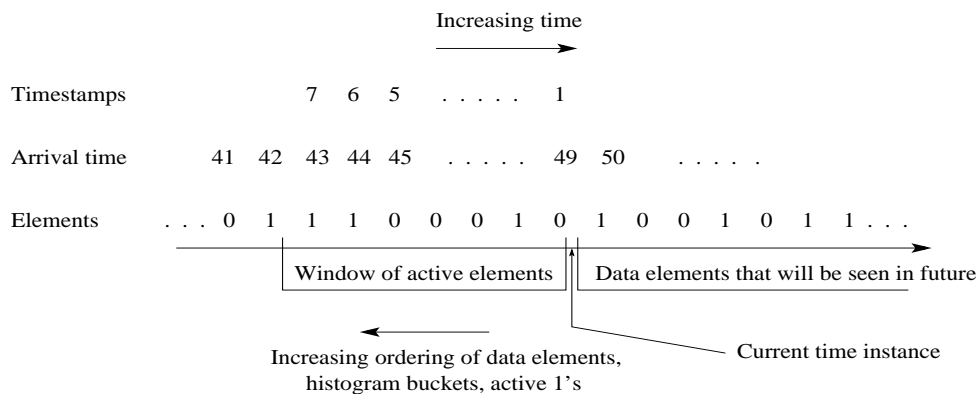 Increasing time
Timestamps 7 6 5 . . . . . 1
Arrival time 41 42 43 44 45 . . . . . 49 50 . . . . .
Elements . . . 0 1 1 1 0 0 0 1 0 1 0 0 1 0 1 1 . . .
Window of active elements Data elements that will be seen in future
Increasing ordering of data elements,
histogram buckets, active 1's
Current time instance